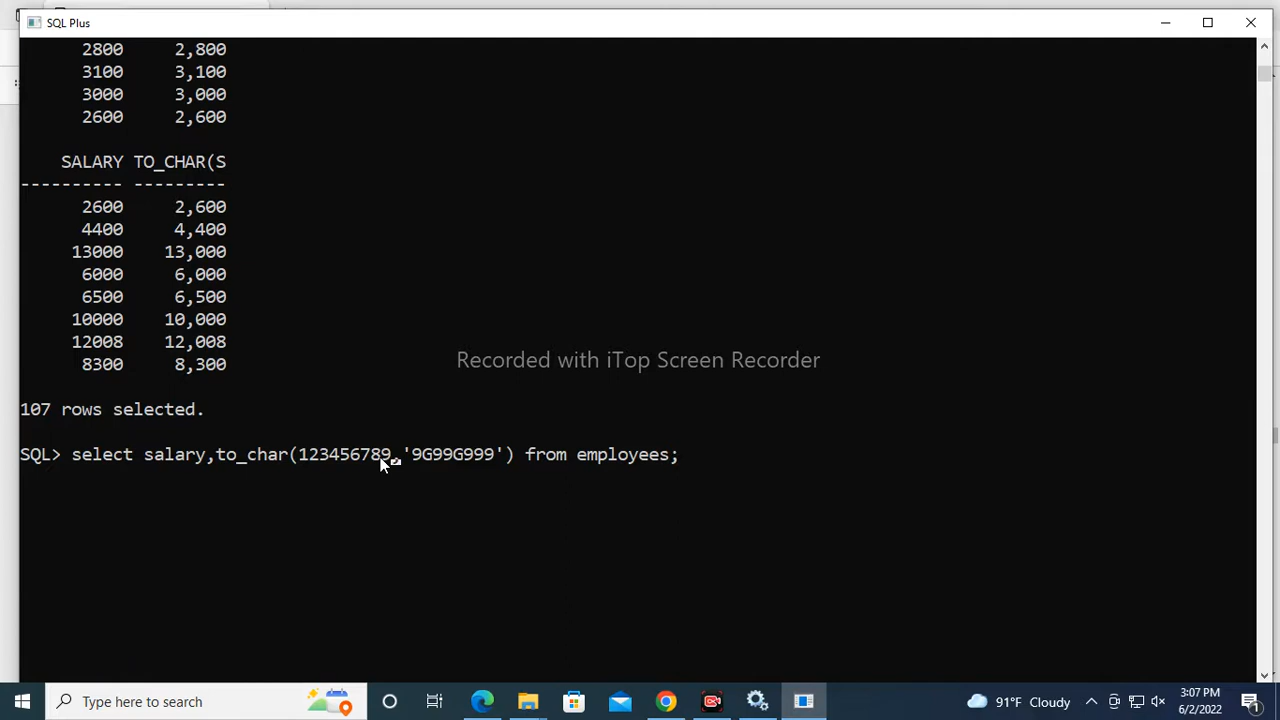 SQL Plus
2800 2,800
3100 3,100
3000 3,000
2600 2,600
SALARY TO_CHAR(S
---------- ---------
2600 2,600
4400 4,400
13000 13,000
6000 6,000
6500 6,500
10000 10,000
12008 12,008
8300 8,300
Recorded with iTop Screen Recorder
107 rows selected.
SQL> select salary,to_char(123456789,'9G99G999') from employees;
Type here to search
91°F Cloudy
3:07 PM
6/2/2022
1